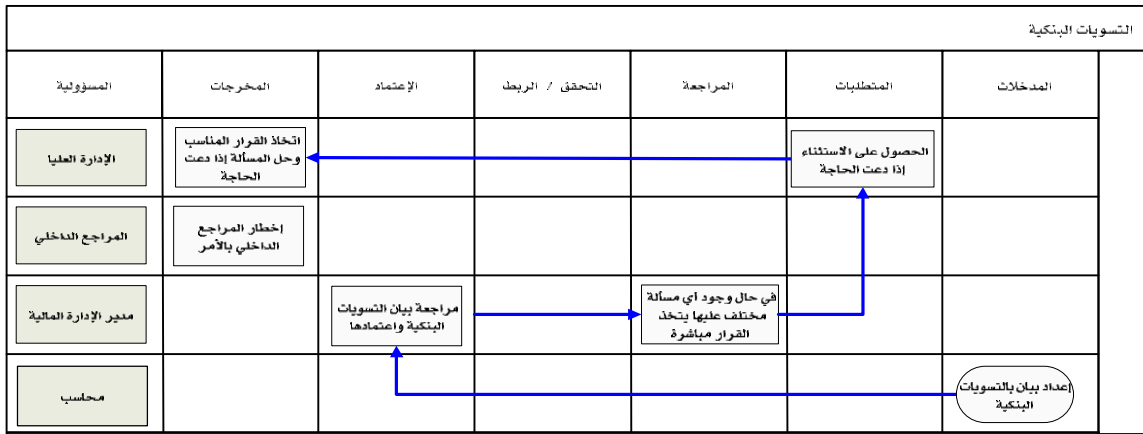 التسويات البنكية
المدخلات
المتطلبات
المراجعة
التحقق / الربط
الإعتماد
المخرجات
المسؤولية
الحصول على الاستثناء
إذا دعت الحاجة
اتخاذ القرار المناسب
وحل المسألة إذا دعت
الحاجة
الإدارة العليا
إخطار المراجع
الداخلي بالأمر
المراجع الداخلي
في حال وجود أي مسألة
مختلف عليها يتخذ
القرار مباشرة
مراجعة بيان التسويات
البنكية واعتمادها
مدير الإدارة المالية
إعداد بيان بالتسويات
البنكية
محاسب